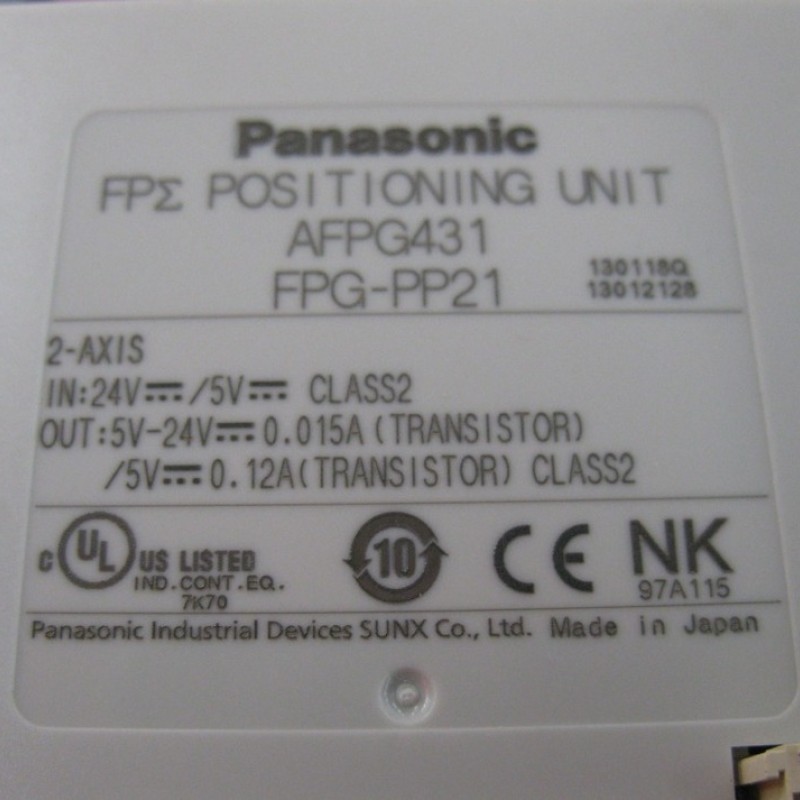 Panasonic
FPΣ POSITIONING UNIT
AFPG431
FPG-PP21
130118Q
13012128
2-AXIS
IN:24V⎓/5V⎓ CLASS2
OUT:5V-24V⎓0.015A(TRANSISTOR)
/5V⎓0.12A(TRANSISTOR) CLASS2
c UL US LISTED
IND.CONT.EQ.
7K70
10
CE
NK
97A115
Panasonic Industrial Devices SUNX Co., Ltd. Made in Japan